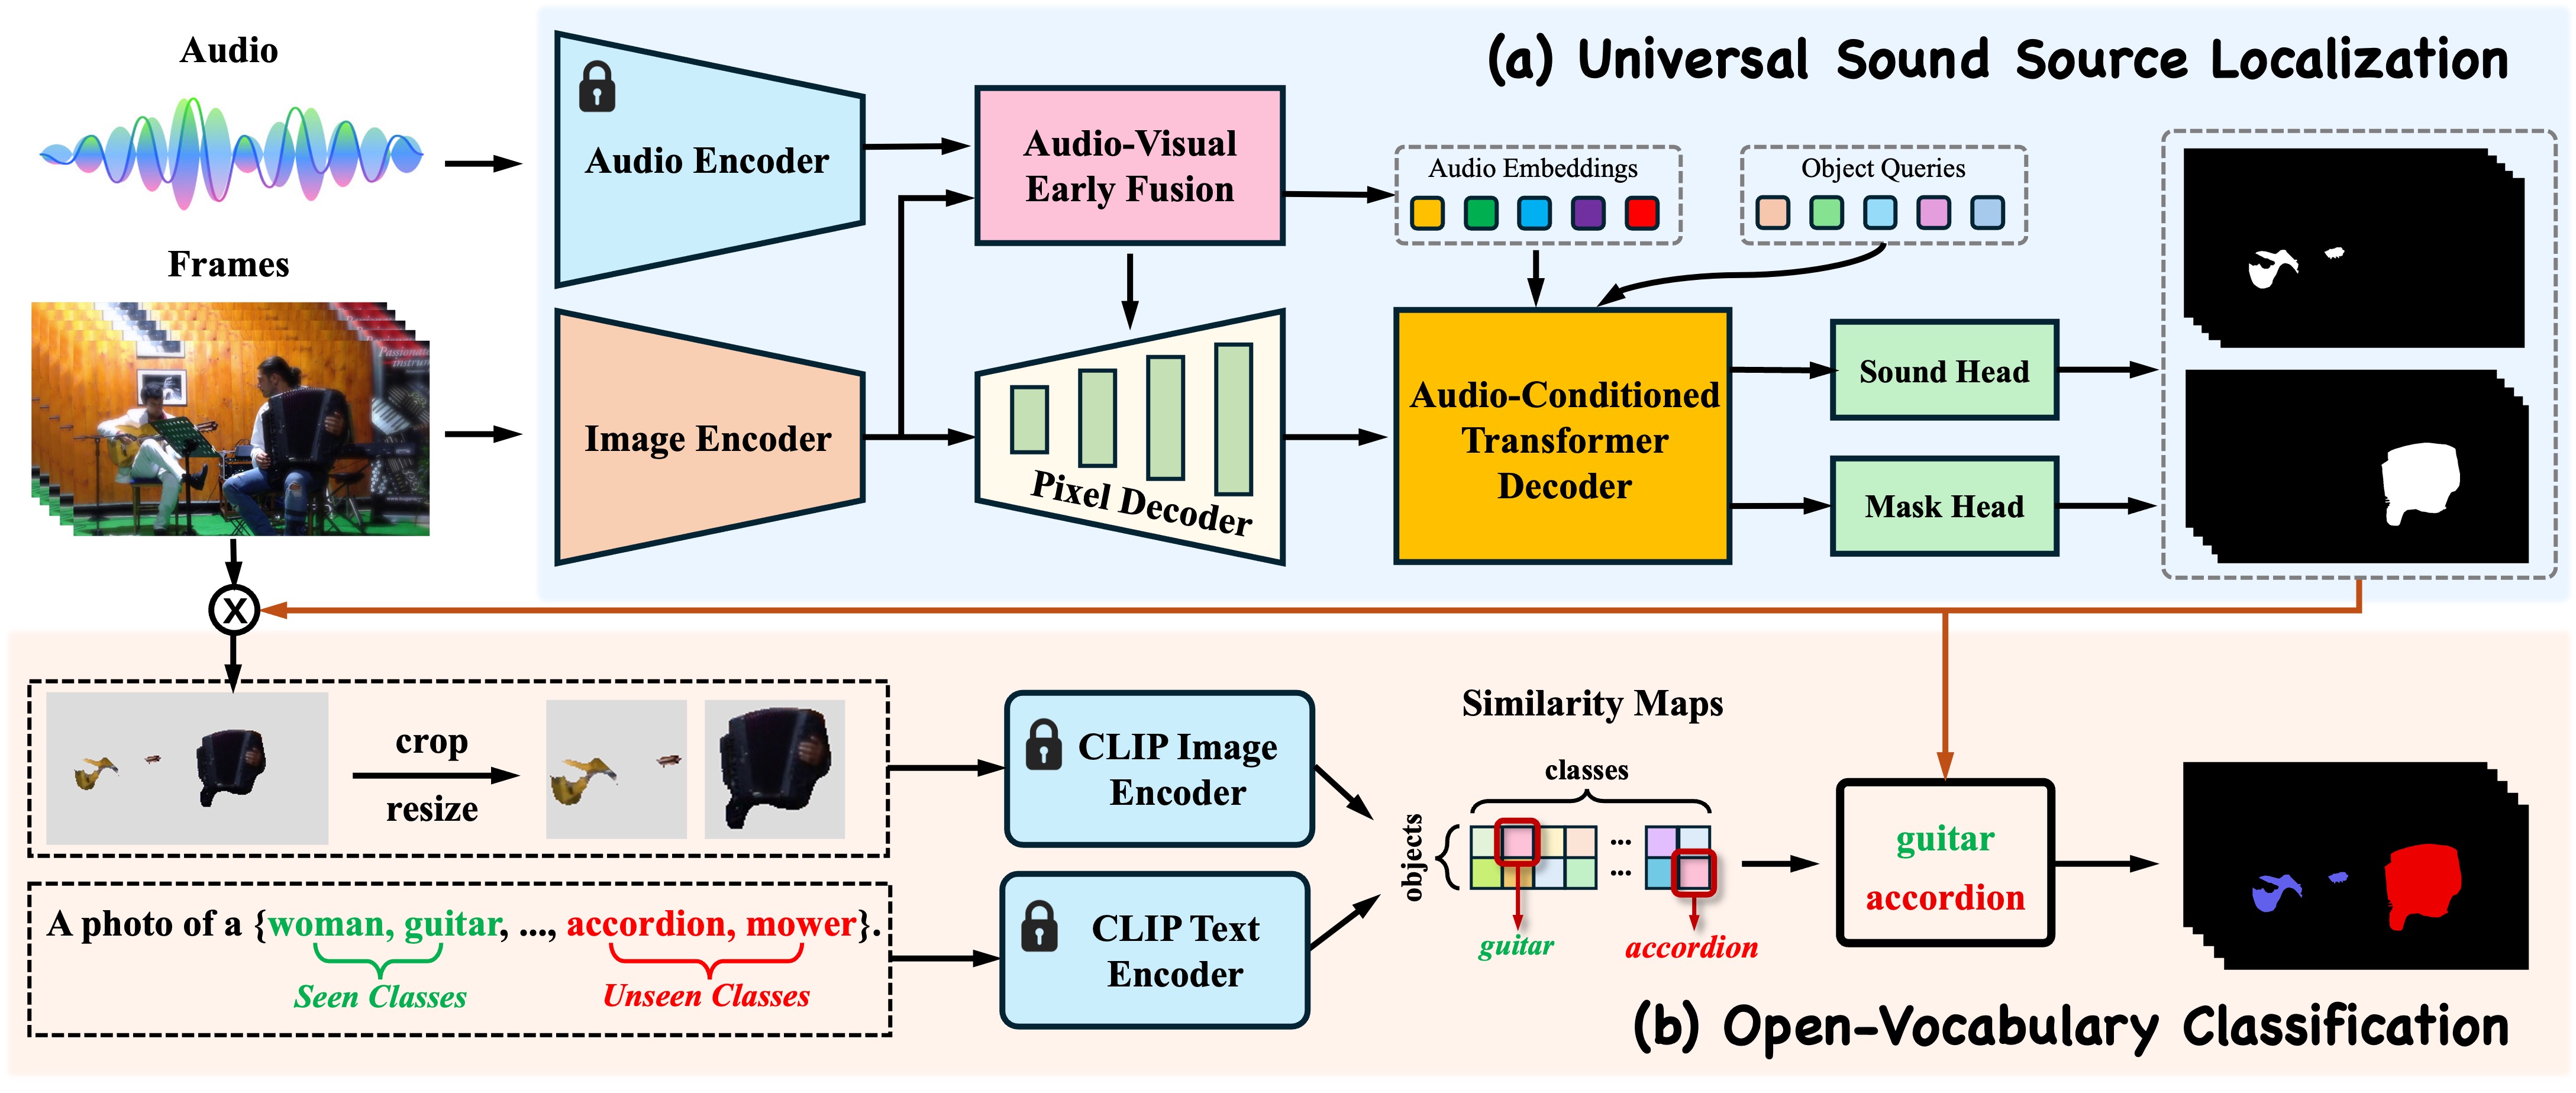 Audio
Frames
(a) Universal Sound Source Localization
Audio Encoder
Image Encoder
Audio-Visual
Early Fusion
Pixel Decoder
Audio Embeddings
Object Queries
Audio-Conditioned
Transformer
Decoder
Sound Head
Mask Head
Passionate
instrum
X
crop
resize
A photo of a {woman, guitar, ..., accordion, mower}.
Seen Classes
Unseen Classes
CLIP Image
Encoder
CLIP Text
Encoder
Similarity Maps
classes
objects
...
...
guitar
accordion
guitar
accordion
(b) Open-Vocabulary Classification